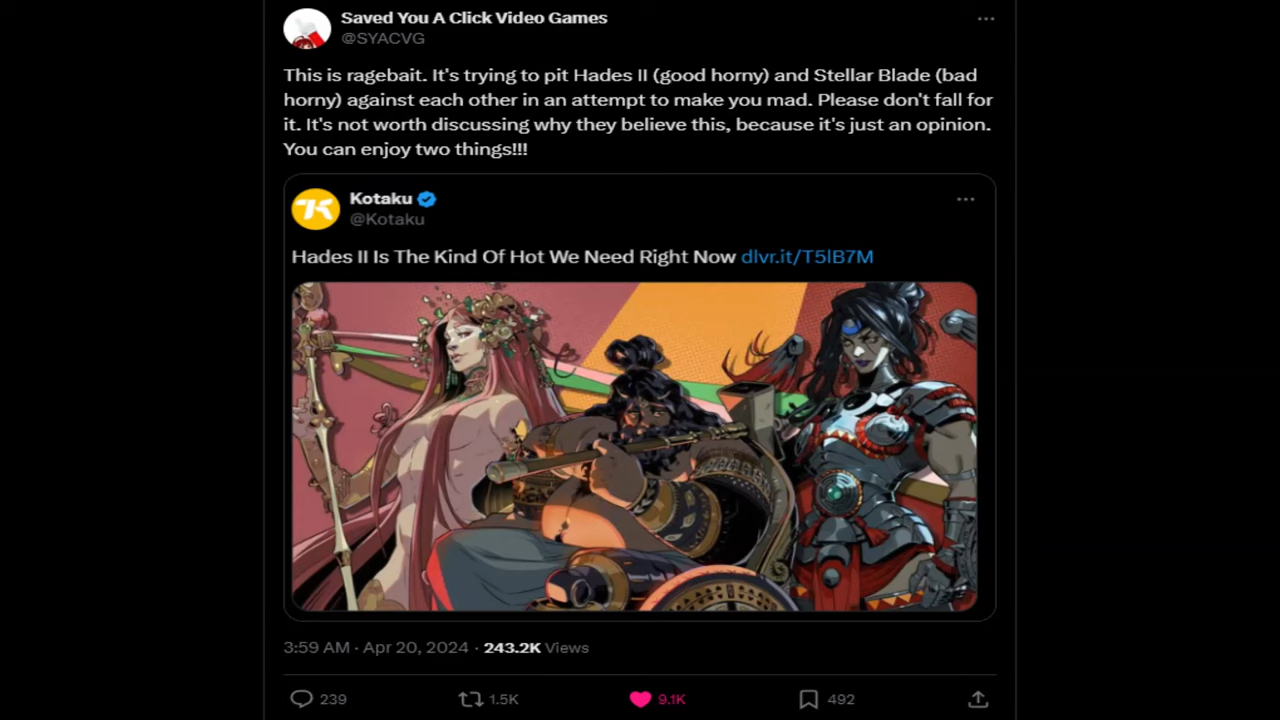 Saved You A Click Video Games
@SYACVG
This is ragebait. It's trying to pit Hades II (good horny) and Stellar Blade (bad
horny) against each other in an attempt to make you mad. Please don't fall for
it. It's not worth discussing why they believe this, because it's just an opinion.
You can enjoy two things!!!
Kotaku
@Kotaku
Hades II Is The Kind Of Hot We Need Right Now dlvr.it/T5lB7M
3:59 AM · Apr 20, 2024 · 243.2K Views
239 1.5K 9.1K 492